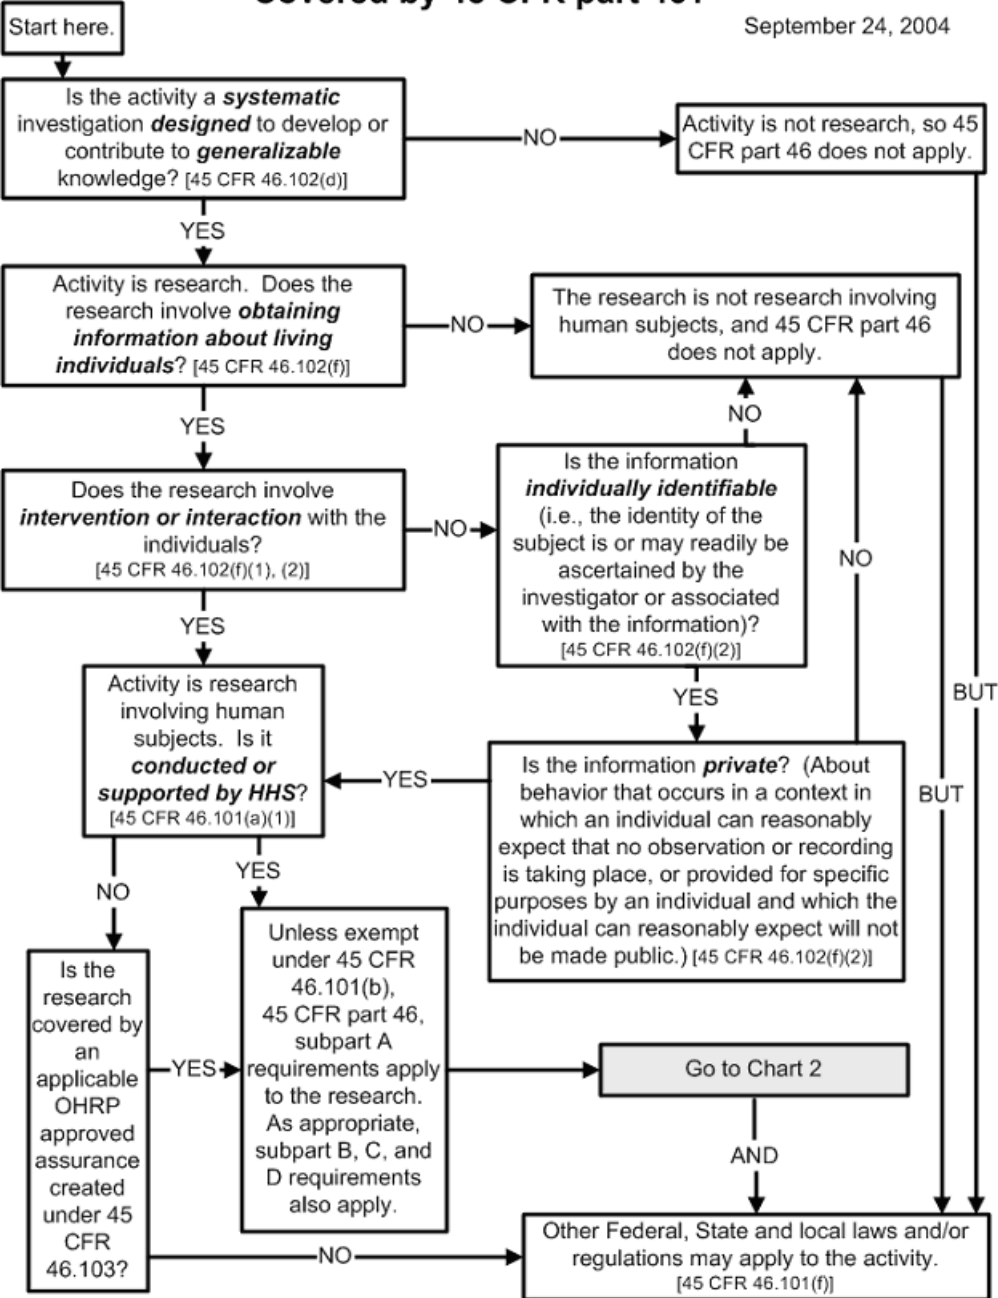 Covered by 45 CFR part 46?
September 24, 2004
Start here.
Is the activity a systematic
investigation designed to develop or
contribute to generalizable
knowledge? [45 CFR 46.102(d)]
NO
Activity is not research, so 45
CFR part 46 does not apply.
YES
Activity is research. Does the
research involve obtaining
information about living
individuals? [45 CFR 46.102(f)]
NO
The research is not research involving
human subjects, and 45 CFR part 46
does not apply.
YES
NO
Does the research involve
intervention or interaction with the
individuals?
[45 CFR 46.102(f)(1), (2)]
NO
Is the information
individually identifiable
(i.e., the identity of the
subject is or may readily be
ascertained by the
investigator or associated
with the information)?
[45 CFR 46.102(f)(2)]
NO
YES
YES
BUT
Activity is research
involving human
subjects. Is it
conducted or
supported by HHS?
[45 CFR 46.101(a)(1)]
YES
Is the information private? (About
behavior that occurs in a context in
which an individual can reasonably
expect that no observation or recording
is taking place, or provided for specific
purposes by an individual and which the
individual can reasonably expect will not
be made public.) [45 CFR 46.102(f)(2)]
BUT
NO
YES
Is the
research
covered by
an
applicable
OHRP
approved
assurance
created
under 45
CFR
46.103?
YES
Unless exempt
under 45 CFR
46.101(b),
45 CFR part 46,
subpart A
requirements apply
to the research.
As appropriate,
subpart B, C, and
D requirements
also apply.
Go to Chart 2
AND
NO
Other Federal, State and local laws and/or
regulations may apply to the activity.
[45 CFR 46.101(f)]